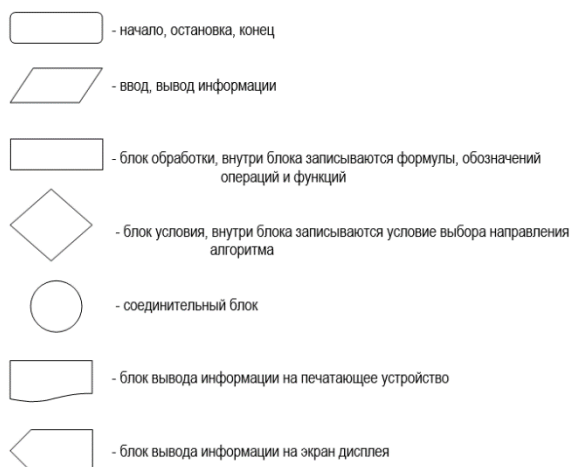 - начало, остановка, конец
- ввод, вывод информации
- блок обработки, внутри блока записываются формулы, обозначений
операций и функций
- блок условия, внутри блока записываются условие выбора направления
алгоритма
- соединительный блок
- блок вывода информации на печатающее устройство
- блок вывода информации на экран дисплея